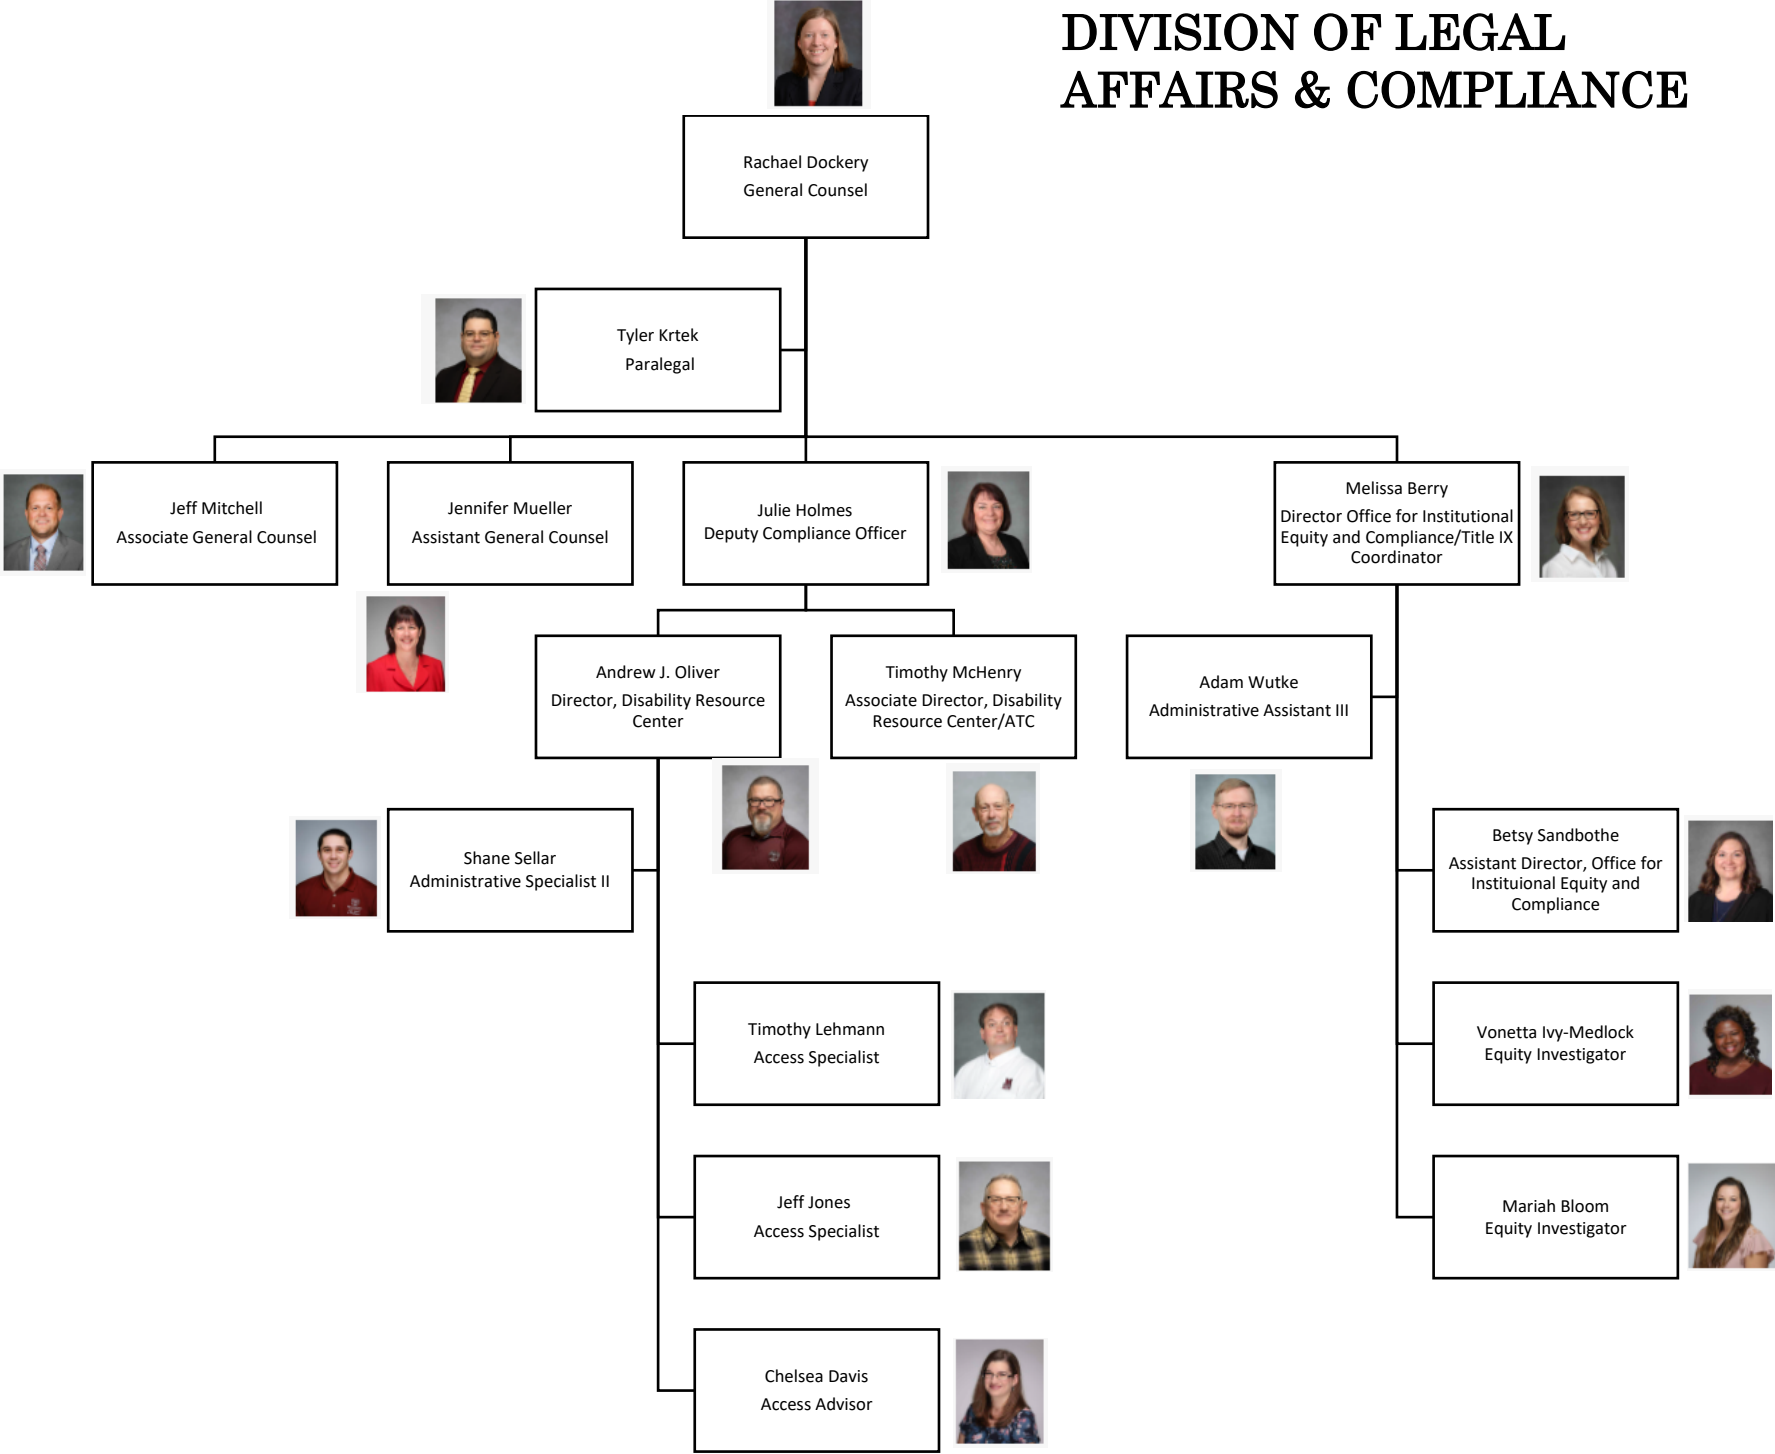 DIVISION OF LEGAL
AFFAIRS & COMPLIANCE
Rachael Dockery
General Counsel
Tyler Krtek
Paralegal
Jeff Mitchell
Associate General Counsel
Jennifer Mueller
Assistant General Counsel
Julie Holmes
Deputy Compliance Officer
Melissa Berry
Director Office for Institutional
Equity and Compliance/Title IX
Coordinator
Andrew J. Oliver
Director, Disability Resource
Center
Timothy McHenry
Associate Director, Disability
Resource Center/ATC
Adam Wutke
Administrative Assistant III
Shane Sellar
Administrative Specialist II
Betsy Sandbothe
Assistant Director, Office for
Instituional Equity and
Compliance
Timothy Lehmann
Access Specialist
Vonetta Ivy-Medlock
Equity Investigator
Jeff Jones
Access Specialist
Mariah Bloom
Equity Investigator
Chelsea Davis
Access Advisor